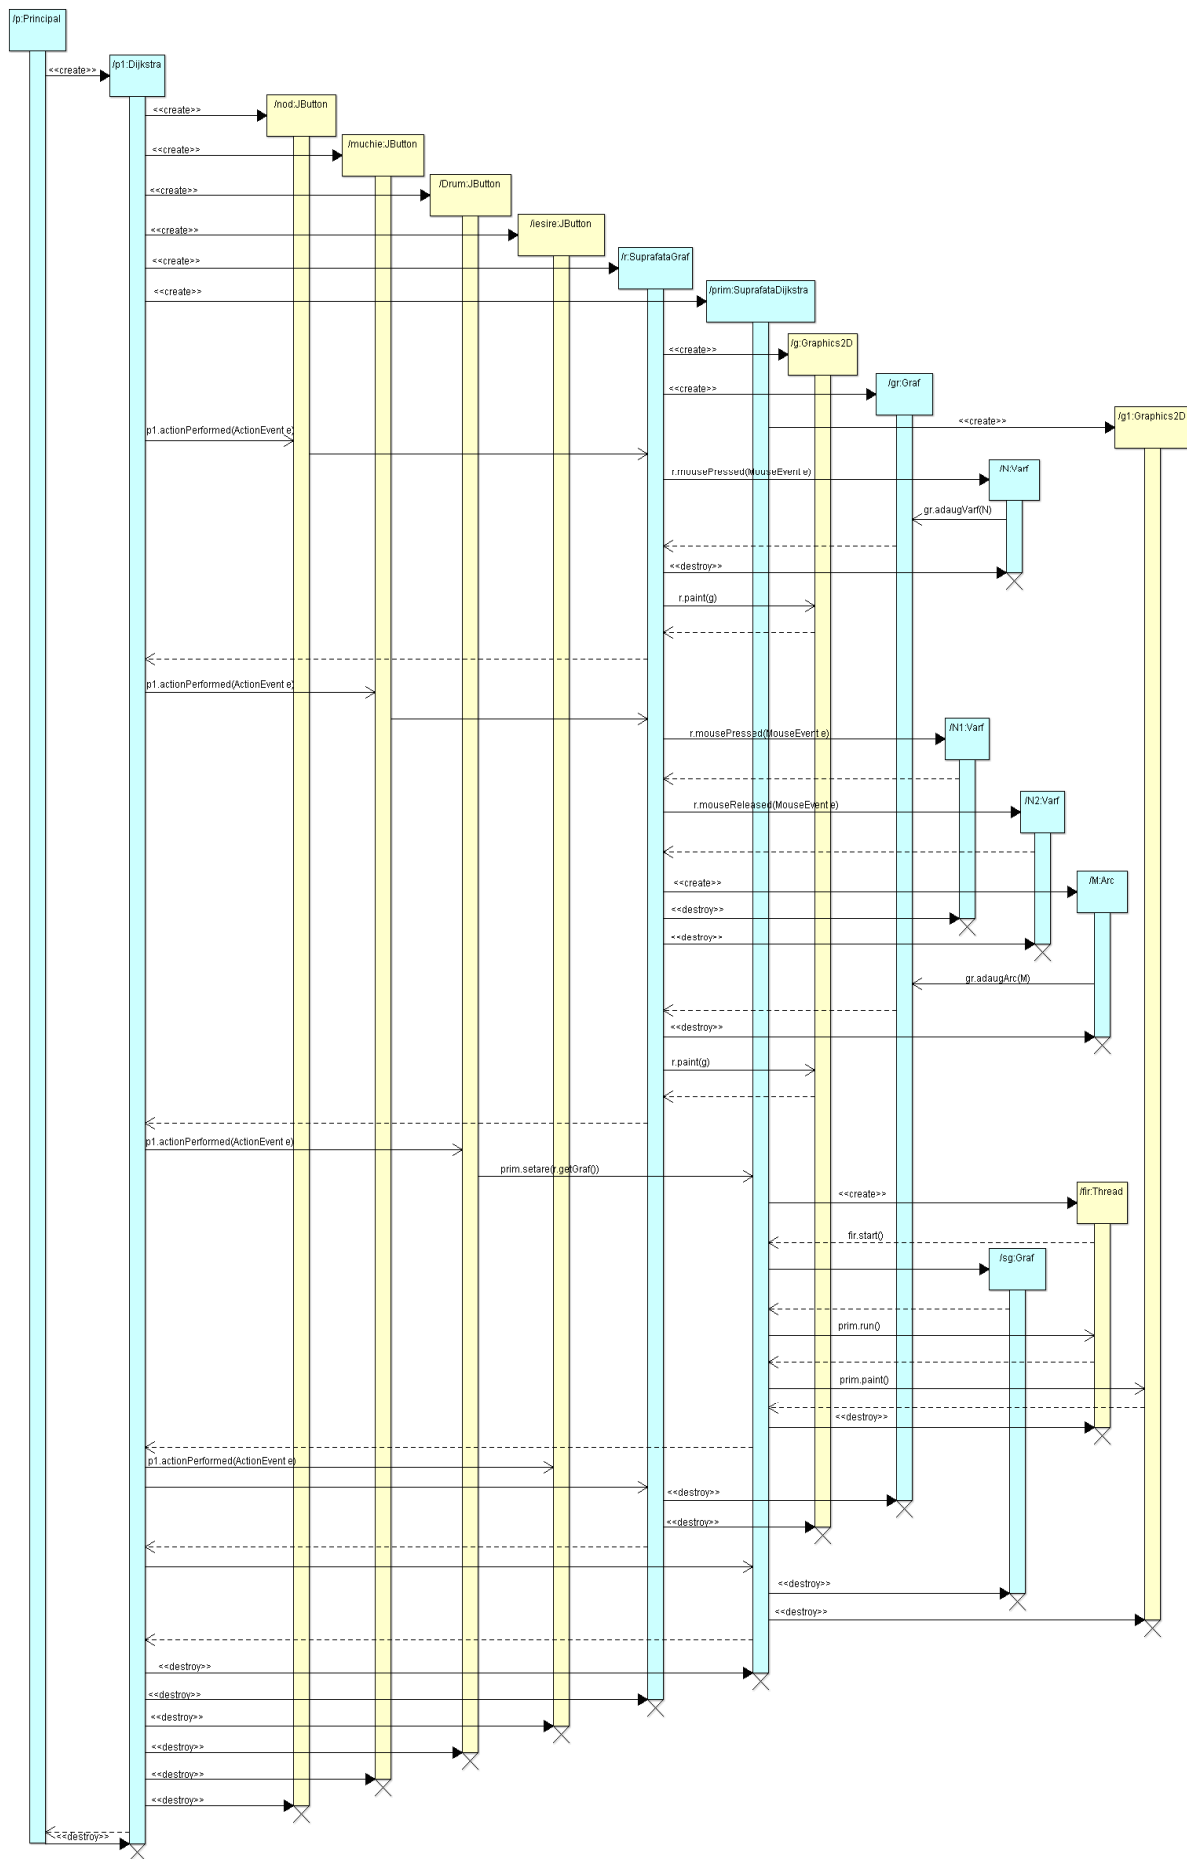 /p:Principal
/p1:Dijkstra
<<create>>
/nod:JButton
<<create>>
/muchie:JButton
<<create>>
/Drum:JButton
<<create>>
/iesire:JButton
<<create>>
/r:SuprafataGraf
<<create>>
/prim:SuprafataDijkstra
<<create>>
/g:Graphics2D
<<create>>
/gr:Graf
<<create>>
/g1:Graphics2D
<<create>>
p1.actionPerformed(ActionEvent e)
r.mousePressed(MouseEvent e)
/N:Varf
gr.adaugVarf(N)
<<destroy>>
r.paint(g)
p1.actionPerformed(ActionEvent e)
/N1:Varf
r.mousePressed(MouseEvent e)
/N2:Varf
r.mouseReleased(MouseEvent e)
<<create>>
/M:Arc
<<destroy>>
<<destroy>>
gr.adaugArc(M)
<<destroy>>
r.paint(g)
p1.actionPerformed(ActionEvent e)
prim.setare(r.getGraf())
<<create>>
/fir:Thread
fir.start()
/sg:Graf
prim.run()
prim.paint()
<<destroy>>
p1.actionPerformed(ActionEvent e)
<<destroy>>
<<destroy>>
<<destroy>>
<<destroy>>
<<destroy>>
<<destroy>>
<<destroy>>
<<destroy>>
<<destroy>>
<<destroy>>
<<destroy>>